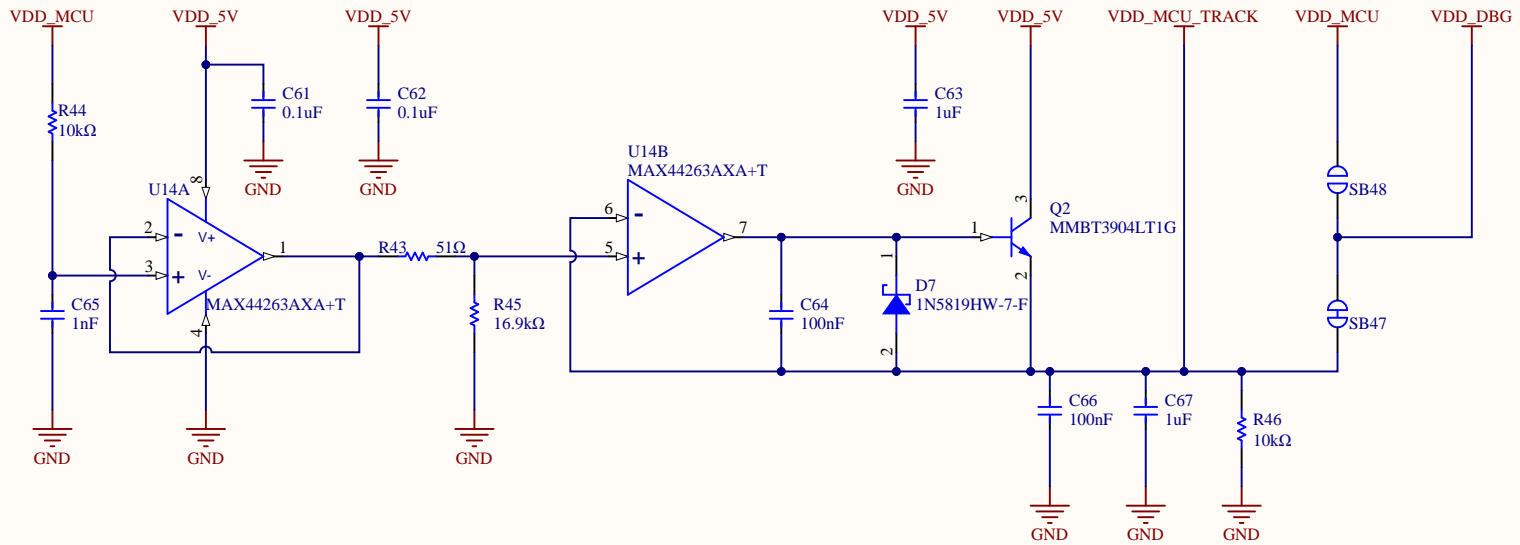 VDD_MCU
VDD_5V
VDD_5V
VDD_5V
VDD_5V
VDD_MCU_TRACK
VDD_MCU
VDD_DBG
R44
10kΩ
C61
0.1uF
C62
0.1uF
C63
1uF
GND
GND
GND
U14A
8
2
3
V+
V-
1
4
MAX44263AXA+T
C65
1nF
R43
51Ω
R45
16.9kΩ
U14B
MAX44263AXA+T
6
5
7
C64
100nF
1
D7
1N5819HW-7-F
2
1
3
2
Q2
MMBT3904LT1G
SB48
SB47
C66
100nF
C67
1uF
R46
10kΩ
GND
GND
GND
GND
GND
GND